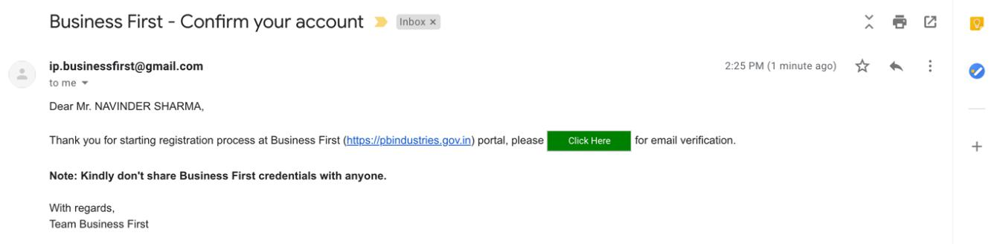 Business First - Confirm your account Inbox ×
ip.businessfirst@gmail.com 2:25 PM (1 minute ago)
to me
Dear Mr. NAVINDER SHARMA,
Thank you for starting registration process at Business First (https://pbindustries.gov.in) portal, please Click Here for email verification.
Note: Kindly don't share Business First credentials with anyone.
With regards,
Team Business First